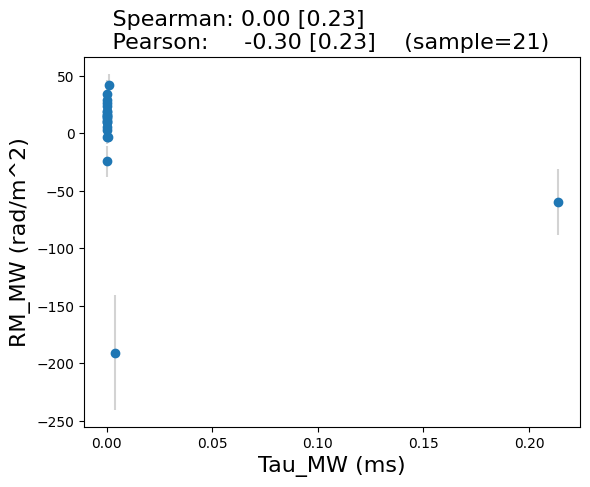 Spearman: 0.00 [0.23]
Pearson: -0.30 [0.23] (sample=21)
50
0
−50
−100
−150
−200
−250
RM_MW (rad/m^2)
0.00 0.05 0.10 0.15 0.20
Tau_MW (ms)